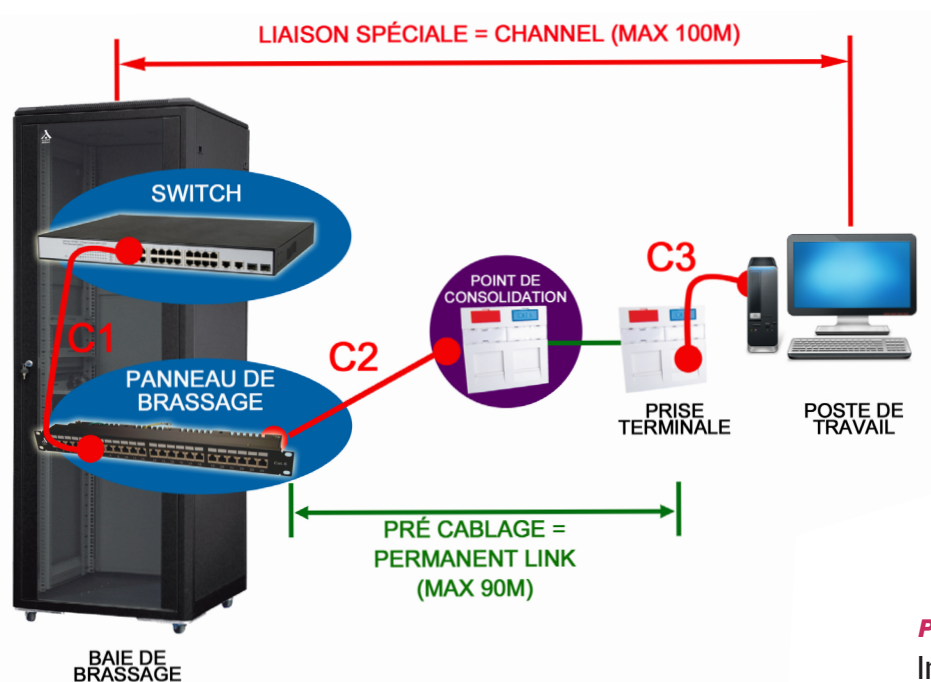 LIAISON SPÉCIALE = CHANNEL (MAX 100M)
SWITCH
C1
PANNEAU DE
BRASSAGE
C2
POINT DE
CONSOLIDATION
C3
PRISE
TERMINALE
POSTE DE
TRAVAIL
PRÉ CABLAGE =
PERMANENT LINK
(MAX 90M)
BAIE DE
BRASSAGE